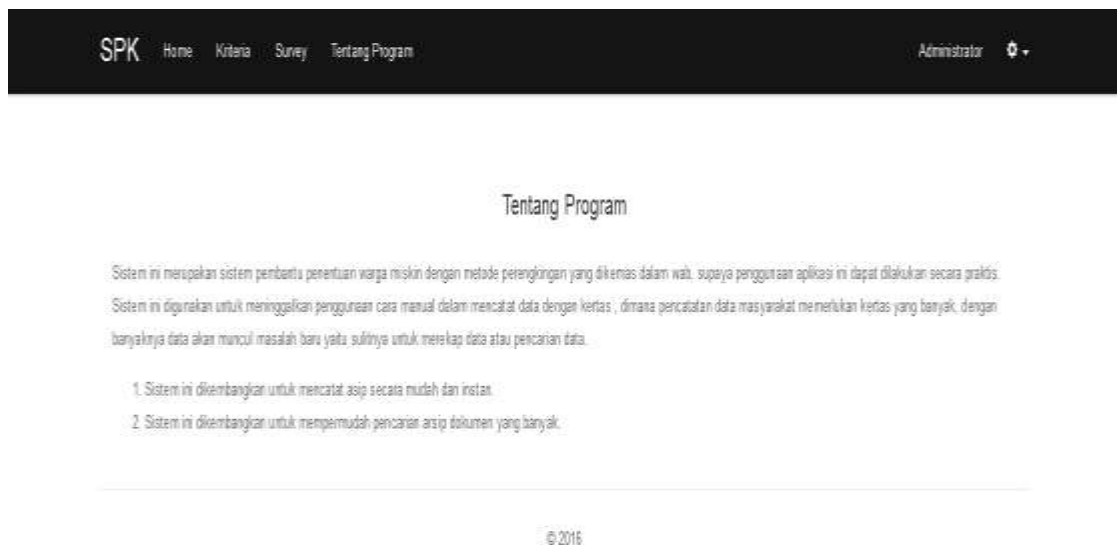 SPK Home Kriteria Survey Tentang Program Administrator
Tentang Program
Sistem ini merupakan sistem pembantu penentuan warga miskin dengan metode perengkingan yang dikemas dalam wab, supaya penggunaan aplikasi ini dapat dilakukan secara praktis.
Sistem ini digunakan untuk meninggalkan penggunaan cara manual dalam mencatat data dengan kertas , dimana pencatatan data masyarakat memerlukan kertas yang banyak, dengan
banyaknya data akan muncul masalah baru yaitu sulitnya untuk merekap data atau pencarian data.
1. Sistem ini dikembangkan untuk mencatat asip secara mudah dan instan.
2. Sistem ini dikembangkan untuk mempermudah pencarian arsip dokumen yang banyak.
© 2016